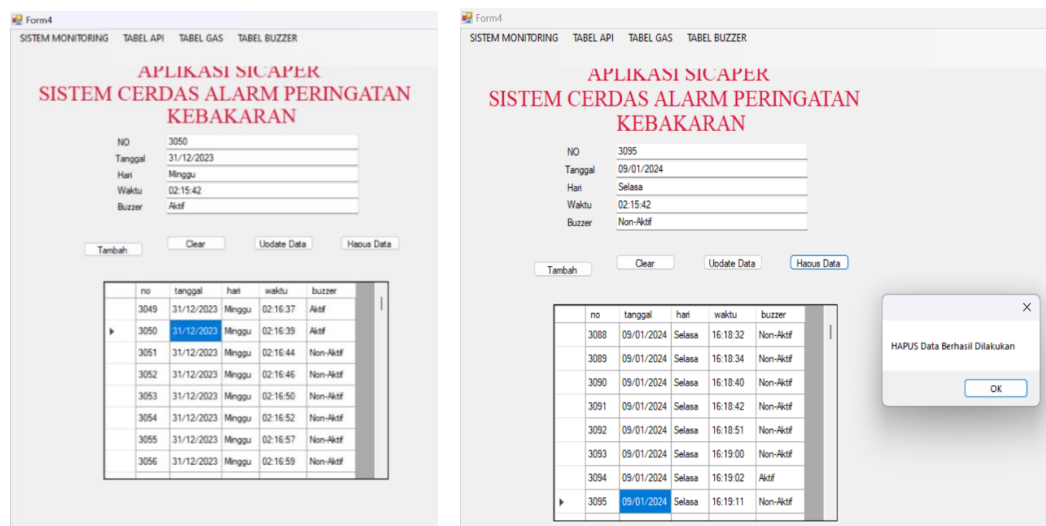 Form4
SISTEM MONITORING TABEL API TABEL GAS TABEL BUZZER
APLIKASI SICAPER
SISTEM CERDAS ALARM PERINGATAN
KEBAKARAN
NO 3050
Tanggal 31/12/2023
Hari Minggu
Waktu 02:15:42
Buzzer Aktif
Tambah Clear Update Data Hapus Data
no tanggal hari waktu buzzer
3049 31/12/2023 Minggu 02:16:37 Aktif
3050 31/12/2023 Minggu 02:16:39 Aktif
3051 31/12/2023 Minggu 02:16:44 Non-Aktif
3052 31/12/2023 Minggu 02:16:46 Non-Aktif
3053 31/12/2023 Minggu 02:16:50 Non-Aktif
3054 31/12/2023 Minggu 02:16:52 Non-Aktif
3055 31/12/2023 Minggu 02:16:57 Non-Aktif
3056 31/12/2023 Minggu 02:16:59 Non-Aktif
Form4
SISTEM MONITORING TABEL API TABEL GAS TABEL BUZZER
APLIKASI SICAPER
SISTEM CERDAS ALARM PERINGATAN
KEBAKARAN
NO 3095
Tanggal 09/01/2024
Hari Selasa
Waktu 02:15:42
Buzzer Non-Aktif
Tambah Clear Update Data Hapus Data
no tanggal hari waktu buzzer
3088 09/01/2024 Selasa 16:18:32 Non-Aktif
3089 09/01/2024 Selasa 16:18:34 Non-Aktif
3090 09/01/2024 Selasa 16:18:40 Non-Aktif
3091 09/01/2024 Selasa 16:18:42 Non-Aktif
3092 09/01/2024 Selasa 16:18:51 Non-Aktif
3093 09/01/2024 Selasa 16:19:00 Non-Aktif
3094 09/01/2024 Selasa 16:19:02 Aktif
3095 09/01/2024 Selasa 16:19:11 Non-Aktif
HAPUS Data Berhasil Dilakukan
OK